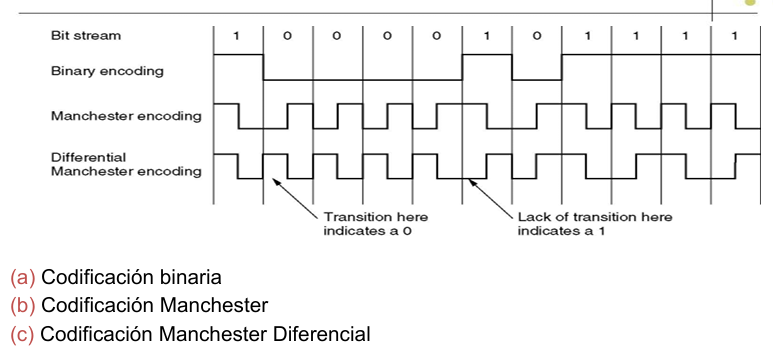 Bit stream 1 0 0 0 0 1 0 1 1 1 1
Binary encoding
Manchester encoding
Differential
Manchester encoding
Transition here
indicates a 0
Lack of transition here
indicates a 1
(a) Codificación binaria
(b) Codificación Manchester
(c) Codificación Manchester Diferencial